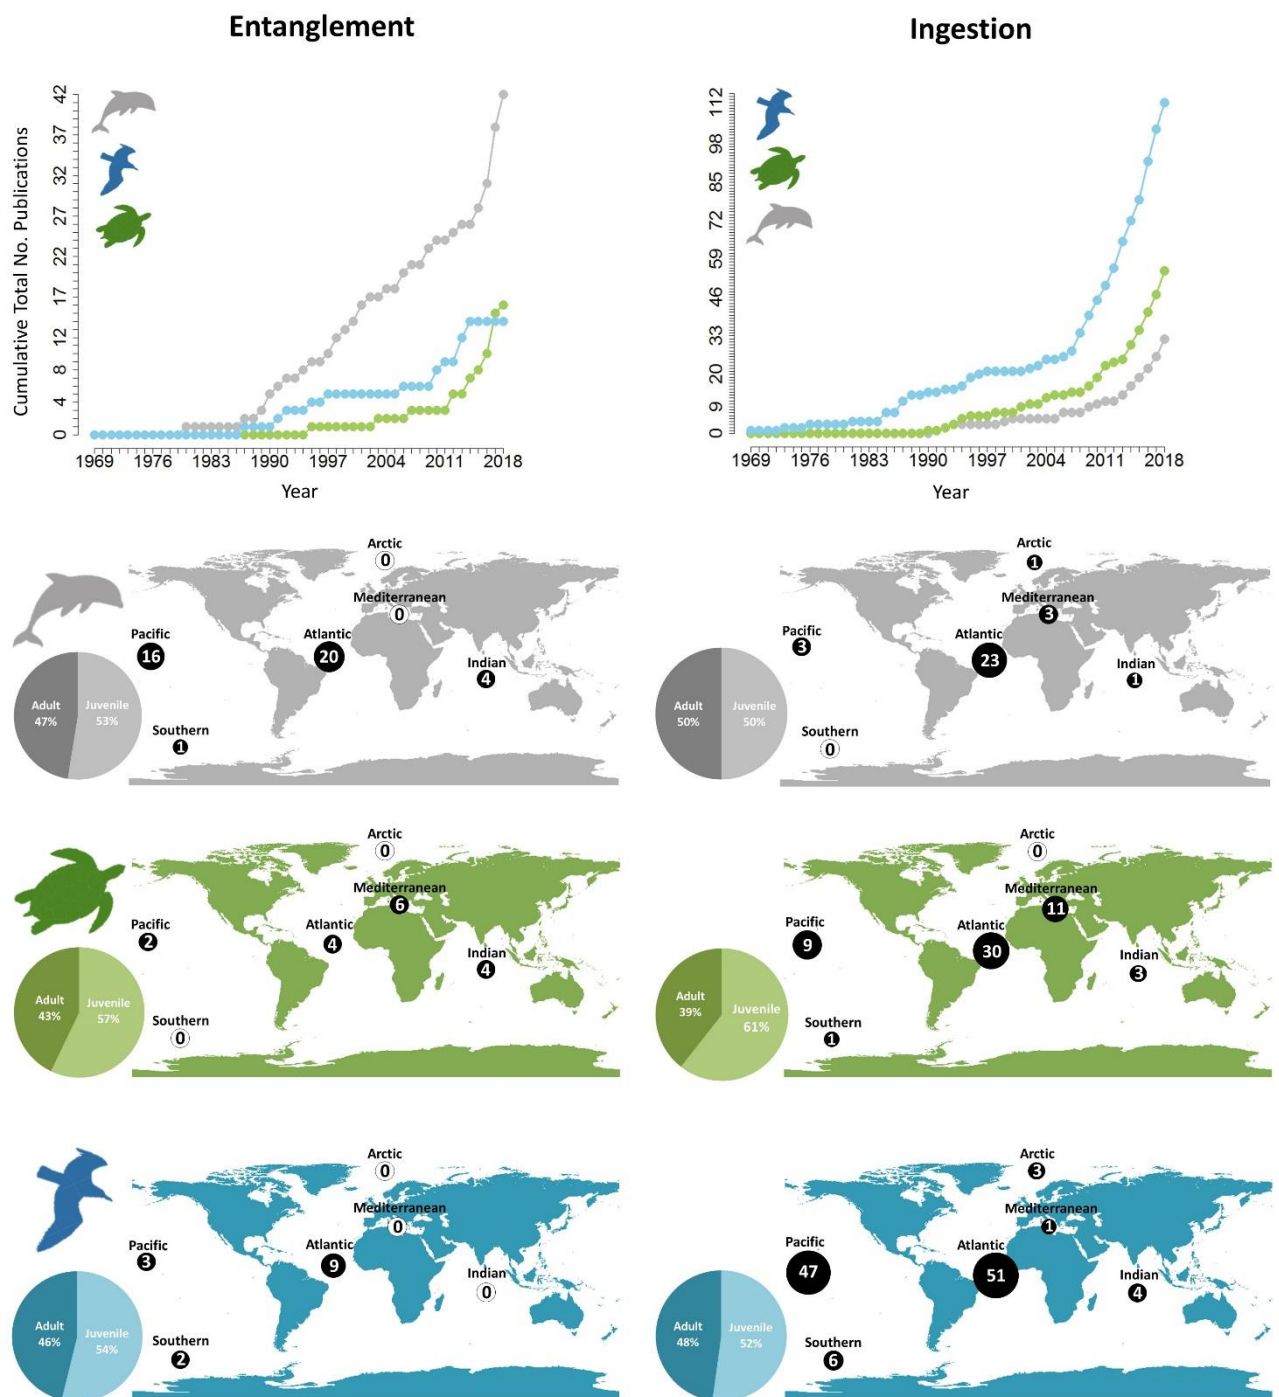 Entanglement
Ingestion
Cumulative Total No. Publications
42
37
32
27
22
17
12
8
4
0
1969 1976 1983 1990 1997 2004 2011 2018
Year
112
98
85
72
59
46
33
20
9
0
1969 1976 1983 1990 1997 2004 2011 2018
Year
Arctic
0
Mediterranean
0
Pacific
16
Atlantic
20
Indian
4
Adult
47%
Juvenile
53%
Southern
1
Arctic
1
Mediterranean
3
Pacific
3
Atlantic
23
Indian
1
Adult
50%
Juvenile
50%
Southern
0
Arctic
0
Mediterranean
6
Pacific
2
Atlantic
4
Indian
4
Adult
43%
Juvenile
57%
Southern
0
Arctic
0
Mediterranean
11
Pacific
9
Atlantic
30
Indian
3
Adult
39%
Juvenile
61%
Southern
1
Arctic
0
Mediterranean
0
Pacific
3
Atlantic
9
Indian
0
Adult
46%
Juvenile
54%
Southern
2
Arctic
3
Mediterranean
1
Pacific
47
Atlantic
51
Indian
4
Adult
48%
Juvenile
52%
Southern
6